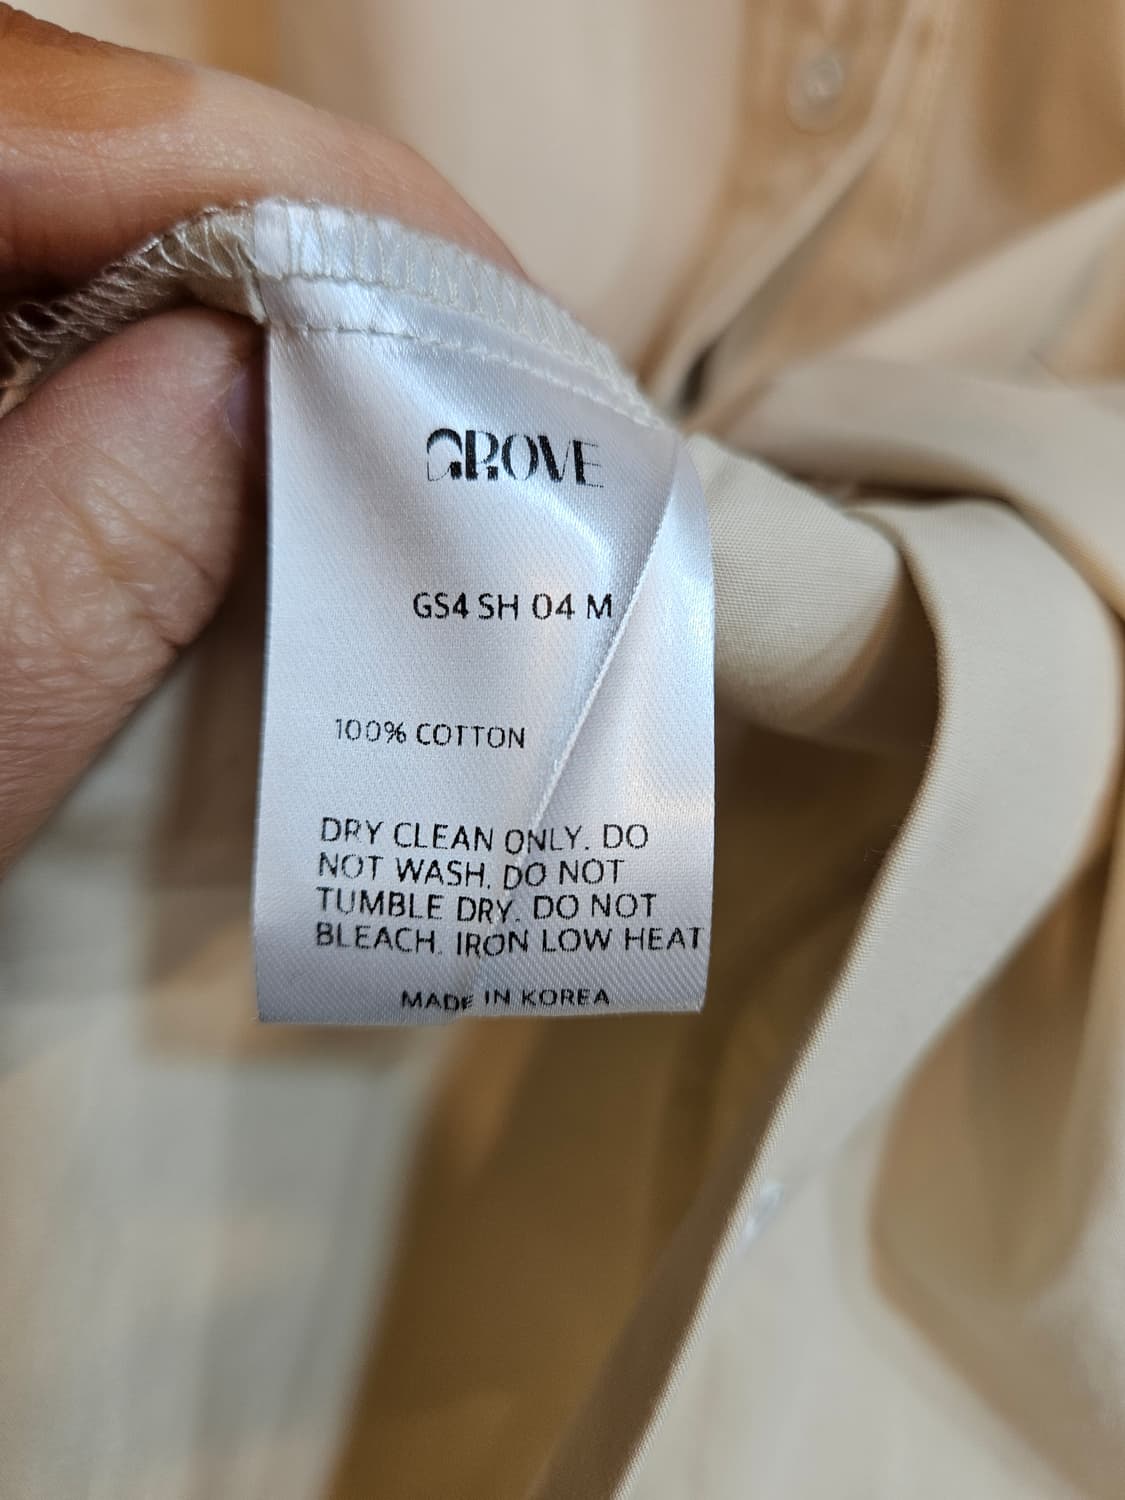 GROVE
GS4 SH 04 M
100% COTTON
DRY CLEAN ONLY. DO
NOT WASH. DO NOT
TUMBLE DRY. DO NOT
BLEACH. IRON LOW HEAT
MADE IN KOREA